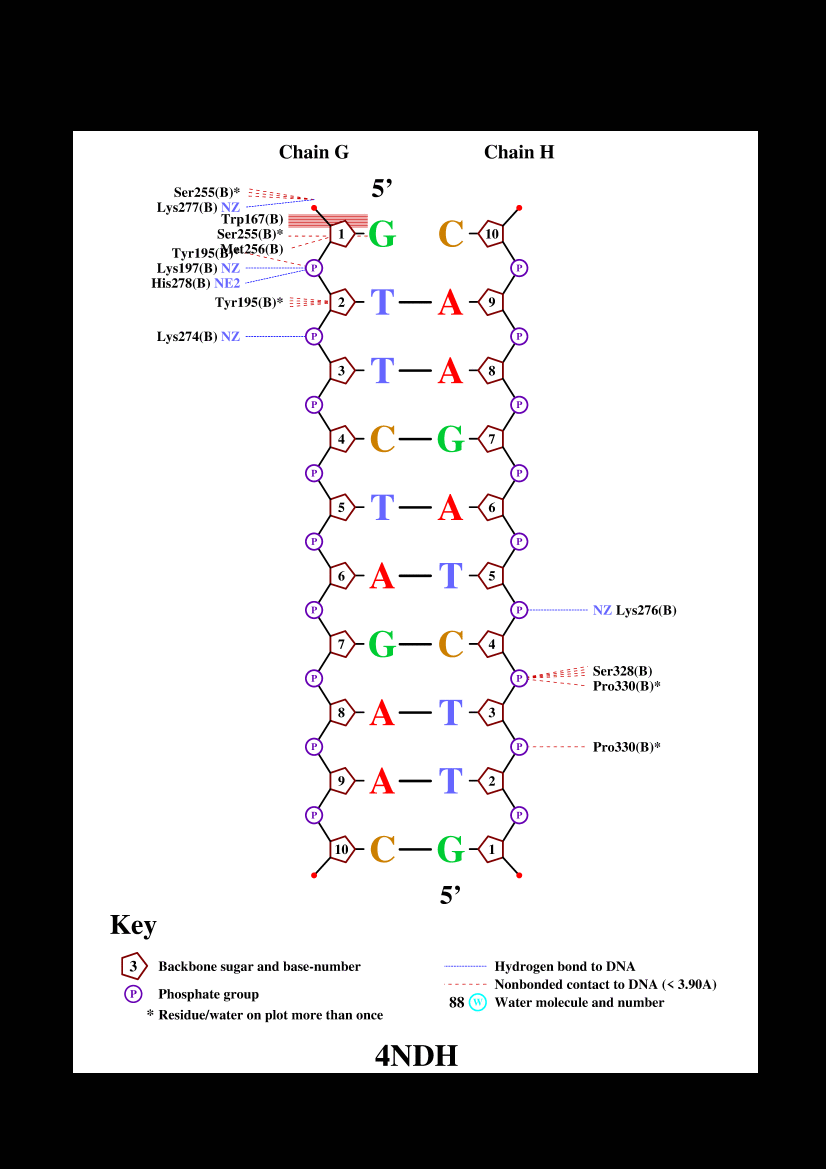 Chain G Chain H
5’
Ser255(B)*
Lys277(B) NZ
Trp167(B)
Ser255(B)*
1 G C 10
Met256(B)
Tyr195(B)*
Lys197(B) NZ P P
His278(B) NE2
Tyr195(B)* 2 T A 9
Lys274(B) NZ P P
3 T A 8
P P
4 C G 7
P P
5 T A 6
P P
6 A T 5
P P NZ Lys276(B)
7 G C 4
Ser328(B)
P P
Pro330(B)*
8 A T 3
P P Pro330(B)*
9 A T 2
P P
10 C G 1
5’
Key
3 Backbone sugar and base-number
P Phosphate group
* Residue/water on plot more than once
Hydrogen bond to DNA
Nonbonded contact to DNA (< 3.90A)
88 W Water molecule and number
4NDH